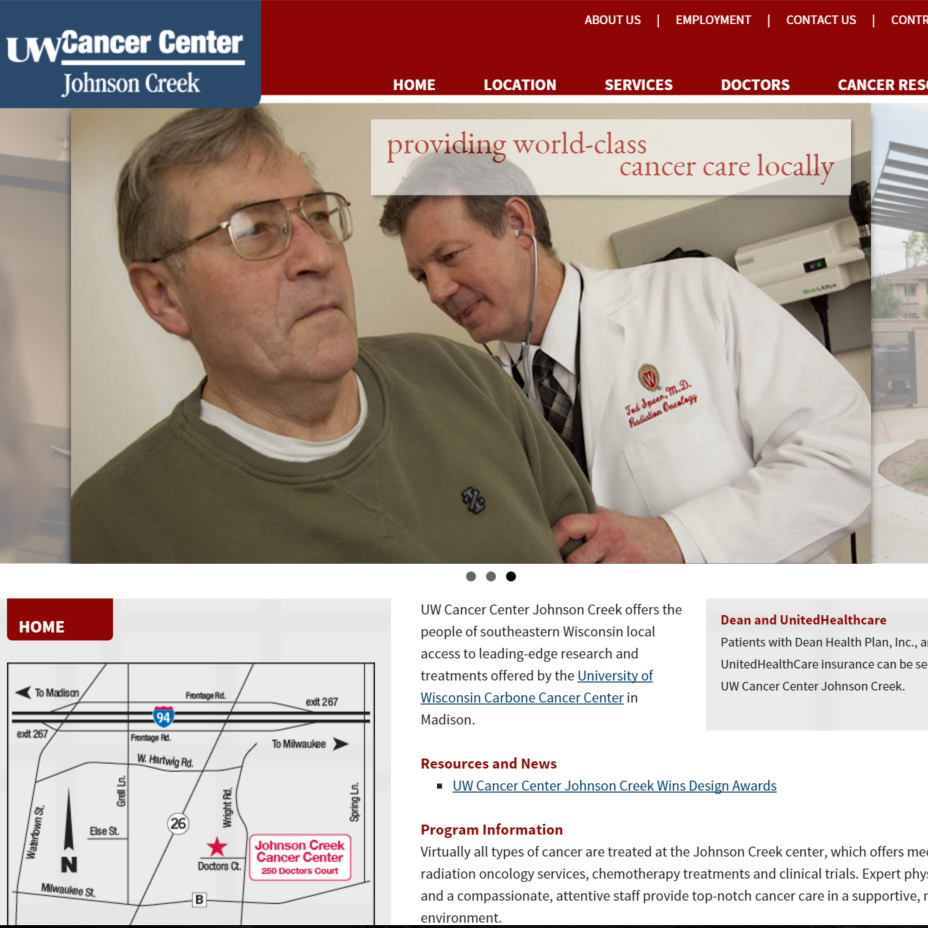 ABOUT US | EMPLOYMENT | CONTACT US | CONTR
UWCancer Center
Johnson Creek
HOME LOCATION SERVICES DOCTORS CANCER RES
providing world-class
cancer care locally
WelchAllyn
W
Tod Speer, M.D.
Radiation Oncology
HOME
UW Cancer Center Johnson Creek offers the
people of southeastern Wisconsin local
access to leading-edge research and
treatments offered by the University of
Wisconsin Carbone Cancer Center in
Madison.
Dean and UnitedHealthcare
Patients with Dean Health Plan, Inc., a
UnitedHealthCare insurance can be se
UW Cancer Center Johnson Creek.
To Madison
Frontage Rd.
exit 267
94
exit 267
Frontage Rd.
To Milwaukee
W. Hartwig Rd.
Watertown St.
Grell Ln.
Wright Rd.
Spring Ln.
26
Else St.
N
Johnson Creek
Cancer Center
250 Doctors Court
Doctors Ct.
Milwaukee St.
B
Resources and News
UW Cancer Center Johnson Creek Wins Design Awards
Program Information
Virtually all types of cancer are treated at the Johnson Creek center, which offers me
radiation oncology services, chemotherapy treatments and clinical trials. Expert phy
and a compassionate, attentive staff provide top-notch cancer care in a supportive,
environment.